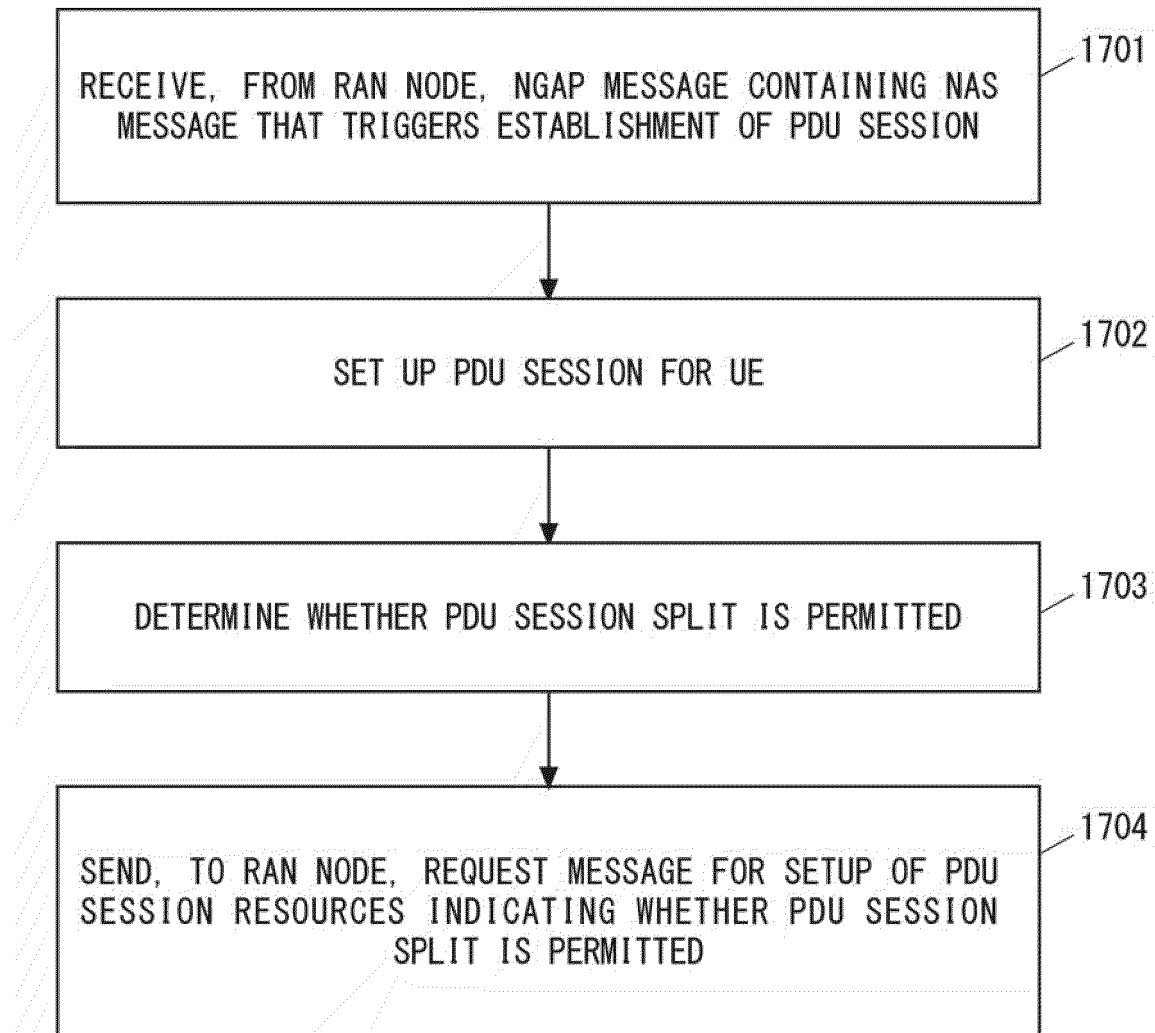 1701
RECEIVE, FROM RAN NODE, NGAP MESSAGE CONTAINING NAS
MESSAGE THAT TRIGGERS ESTABLISHMENT OF PDU SESSION
1702
SET UP PDU SESSION FOR UE
1703
DETERMINE WHETHER PDU SESSION SPLIT IS PERMITTED
1704
SEND, TO RAN NODE, REQUEST MESSAGE FOR SETUP OF PDU
SESSION RESOURCES INDICATING WHETHER PDU SESSION
SPLIT IS PERMITTED